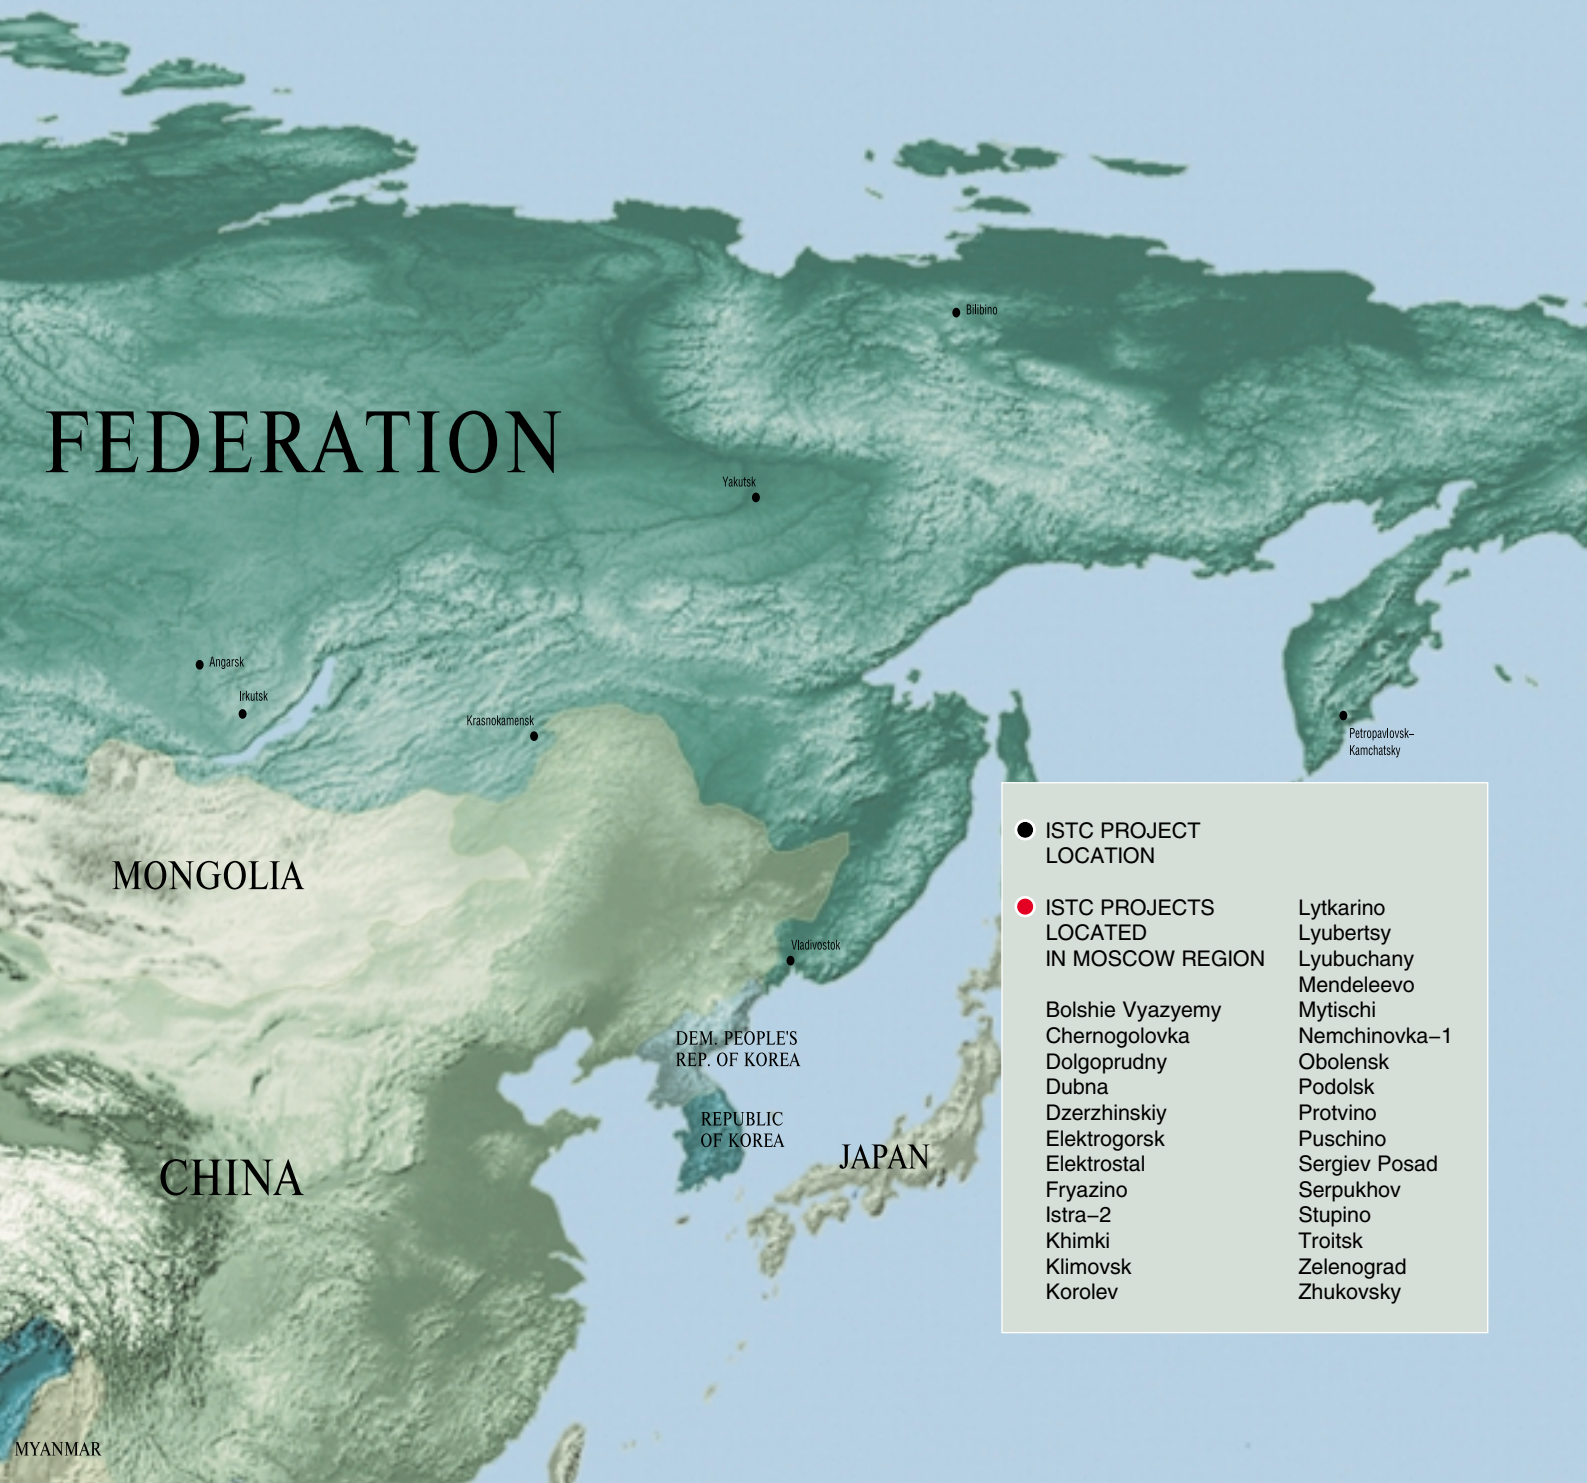 Bilibino
FEDERATION
Yakutsk
Angarsk
Irkutsk
Krasnokamensk
Petropavlovsk–
Kamchatsky
MONGOLIA
Vladivostok
DEM. PEOPLE'S
REP. OF KOREA
REPUBLIC
OF KOREA
JAPAN
CHINA
MYANMAR
ISTC PROJECT
LOCATION
ISTC PROJECTS
LOCATED
IN MOSCOW REGION
Bolshie Vyazyemy
Chernogolovka
Dolgoprudny
Dubna
Dzerzhinskiy
Elektrogorsk
Elektrostal
Fryazino
Istra–2
Khimki
Klimovsk
Korolev
Lytkarino
Lyubertsy
Lyubuchany
Mendeleevo
Mytischi
Nemchinovka–1
Obolensk
Podolsk
Protvino
Puschino
Sergiev Posad
Serpukhov
Stupino
Troitsk
Zelenograd
Zhukovsky